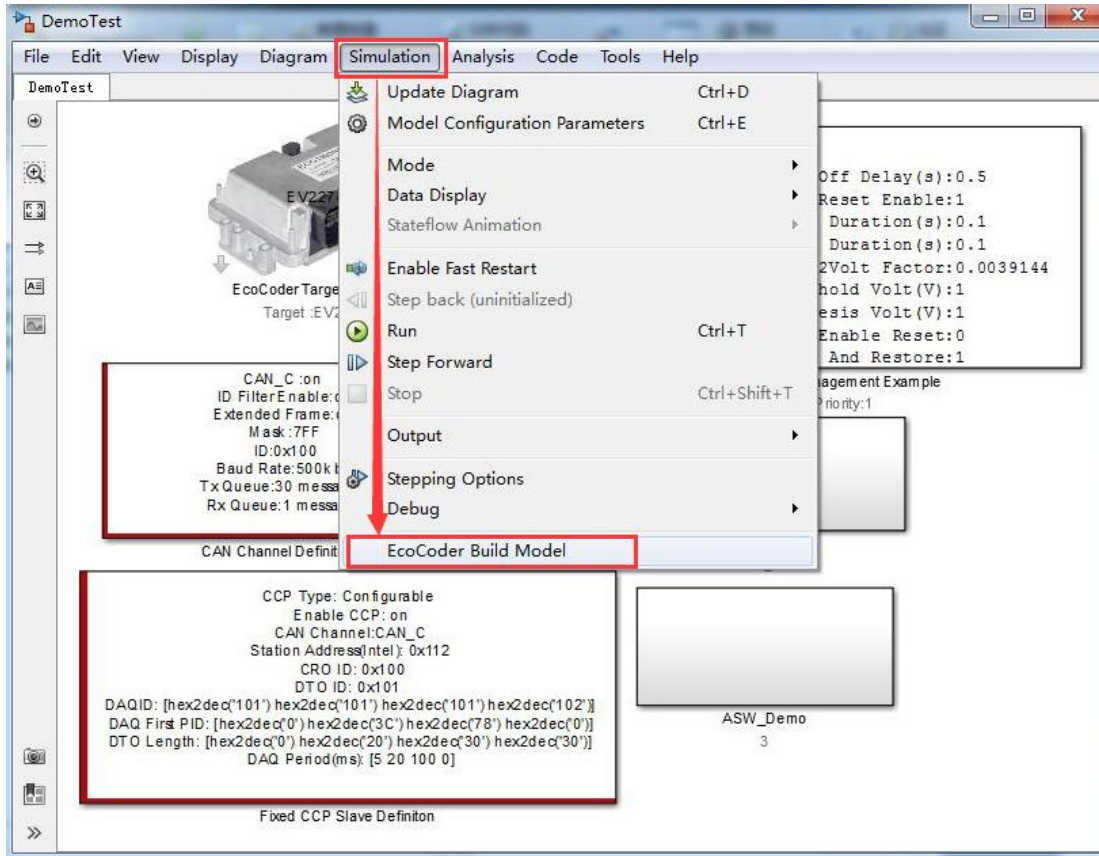 DemoTest
File Edit View Display Diagram Simulation Analysis Code Tools Help
DemoTest
Update Diagram Ctrl+D
Model Configuration Parameters Ctrl+E
Mode
Data Display
Stateflow Animation
Enable Fast Restart
Step back (uninitialized)
Run Ctrl+T
Step Forward
Stop Ctrl+Shift+T
Output
Stepping Options
Debug
EcoCoder Build Model
EV227
EcoCoder Targe
Target :EV2
Off Delay(s):0.5
Reset Enable:1
Duration(s):0.1
Duration(s):0.1
2Volt Factor:0.0039144
hold Volt(V):1
esis Volt(V):1
Enable Reset:0
And Restore:1
agement Example
Priority:1
CAN_C :on
ID FilterEnable:
Extended Frame:
Mask :7FF
ID:0x100
Baud Rate:500k
Tx Queue:30 messa
Rx Queue:1 messa
CAN Channel Definit
CCP Type: Configurable
Enable CCP: on
CAN Channel:CAN_C
Station Address(Intel): 0x112
CRO ID: 0x100
DTO ID: 0x101
DAQID: [hex2dec('101') hex2dec('101') hex2dec('101') hex2dec('102')]
DAQ First PID: [hex2dec('0') hex2dec('3C') hex2dec('78') hex2dec('0')]
DTO Length: [hex2dec('0') hex2dec('20') hex2dec('30') hex2dec('30')]
DAQ Period(ms): [5 20 100 0]
Fixed CCP Slave Definiton
ASW_Demo
3